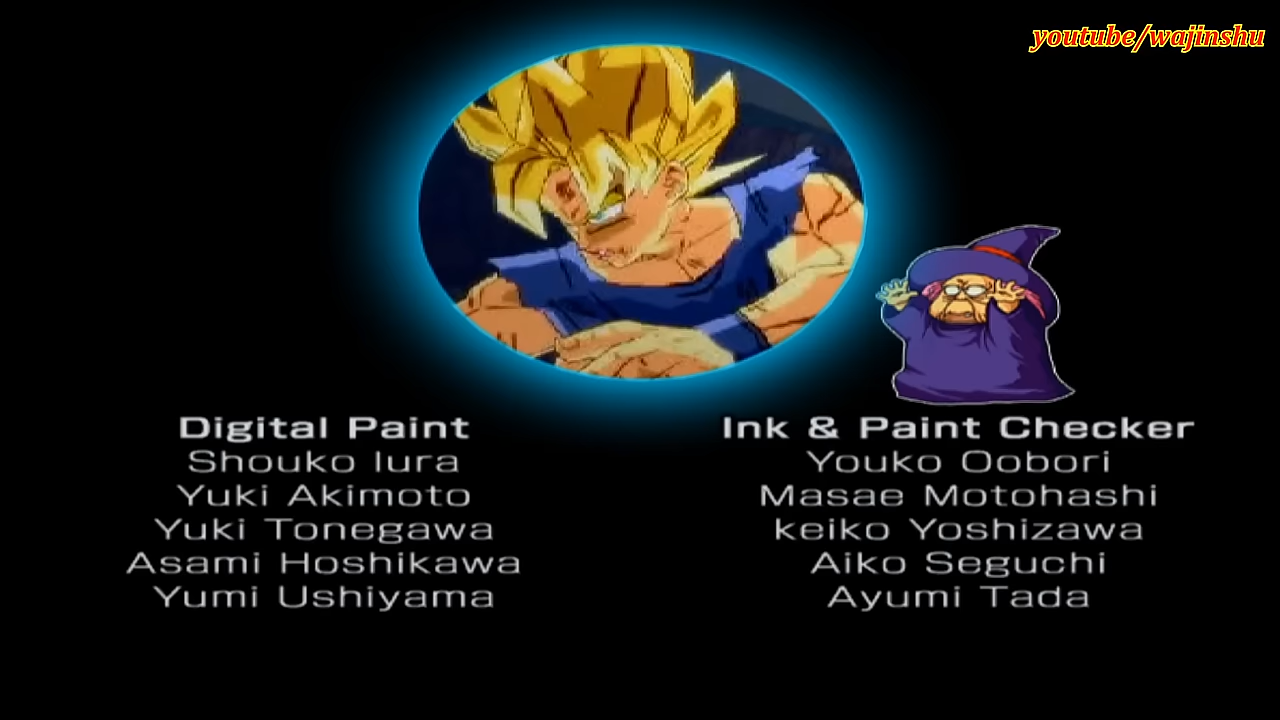 youtube/wajinshu
Digital Paint
Shouko Iura
Yuki Akimoto
Yuki Tonegawa
Asami Hoshikawa
Yumi Ushiyama
Ink & Paint Checker
Youko Oobori
Masae Motohashi
keiko Yoshizawa
Aiko Seguchi
Ayumi Tada